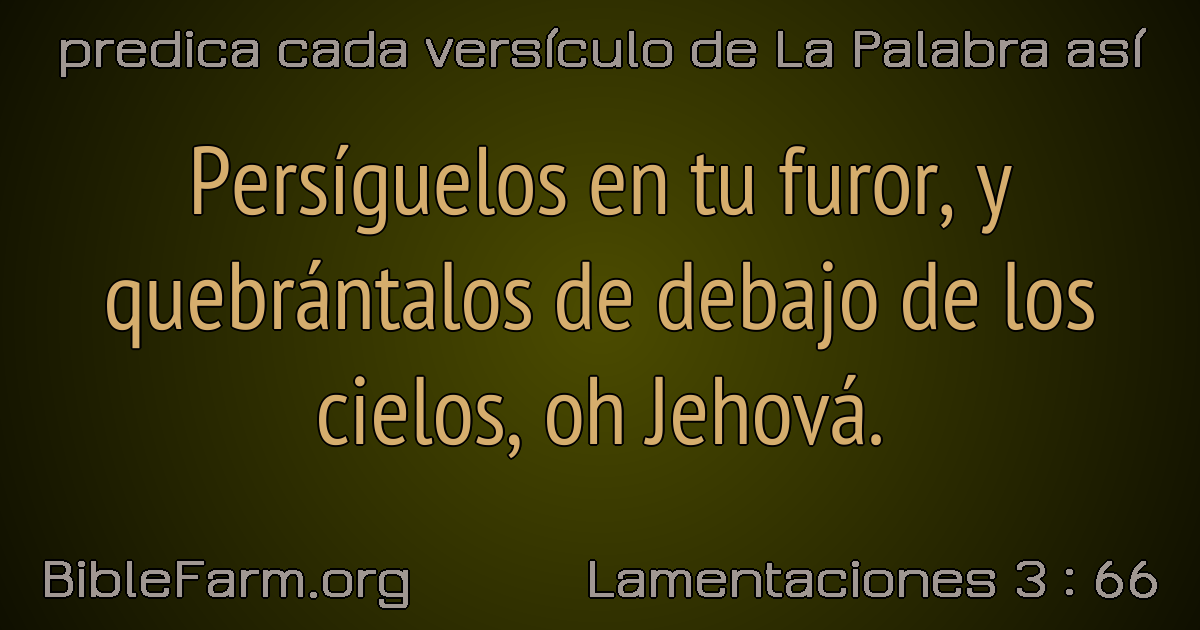 predica cada versículo de La Palabra así
Persíguelos en tu furor, y
quebrántalos de debajo de los
cielos, oh Jehová.
BibleFarm.org
Lamentaciones 3 : 66